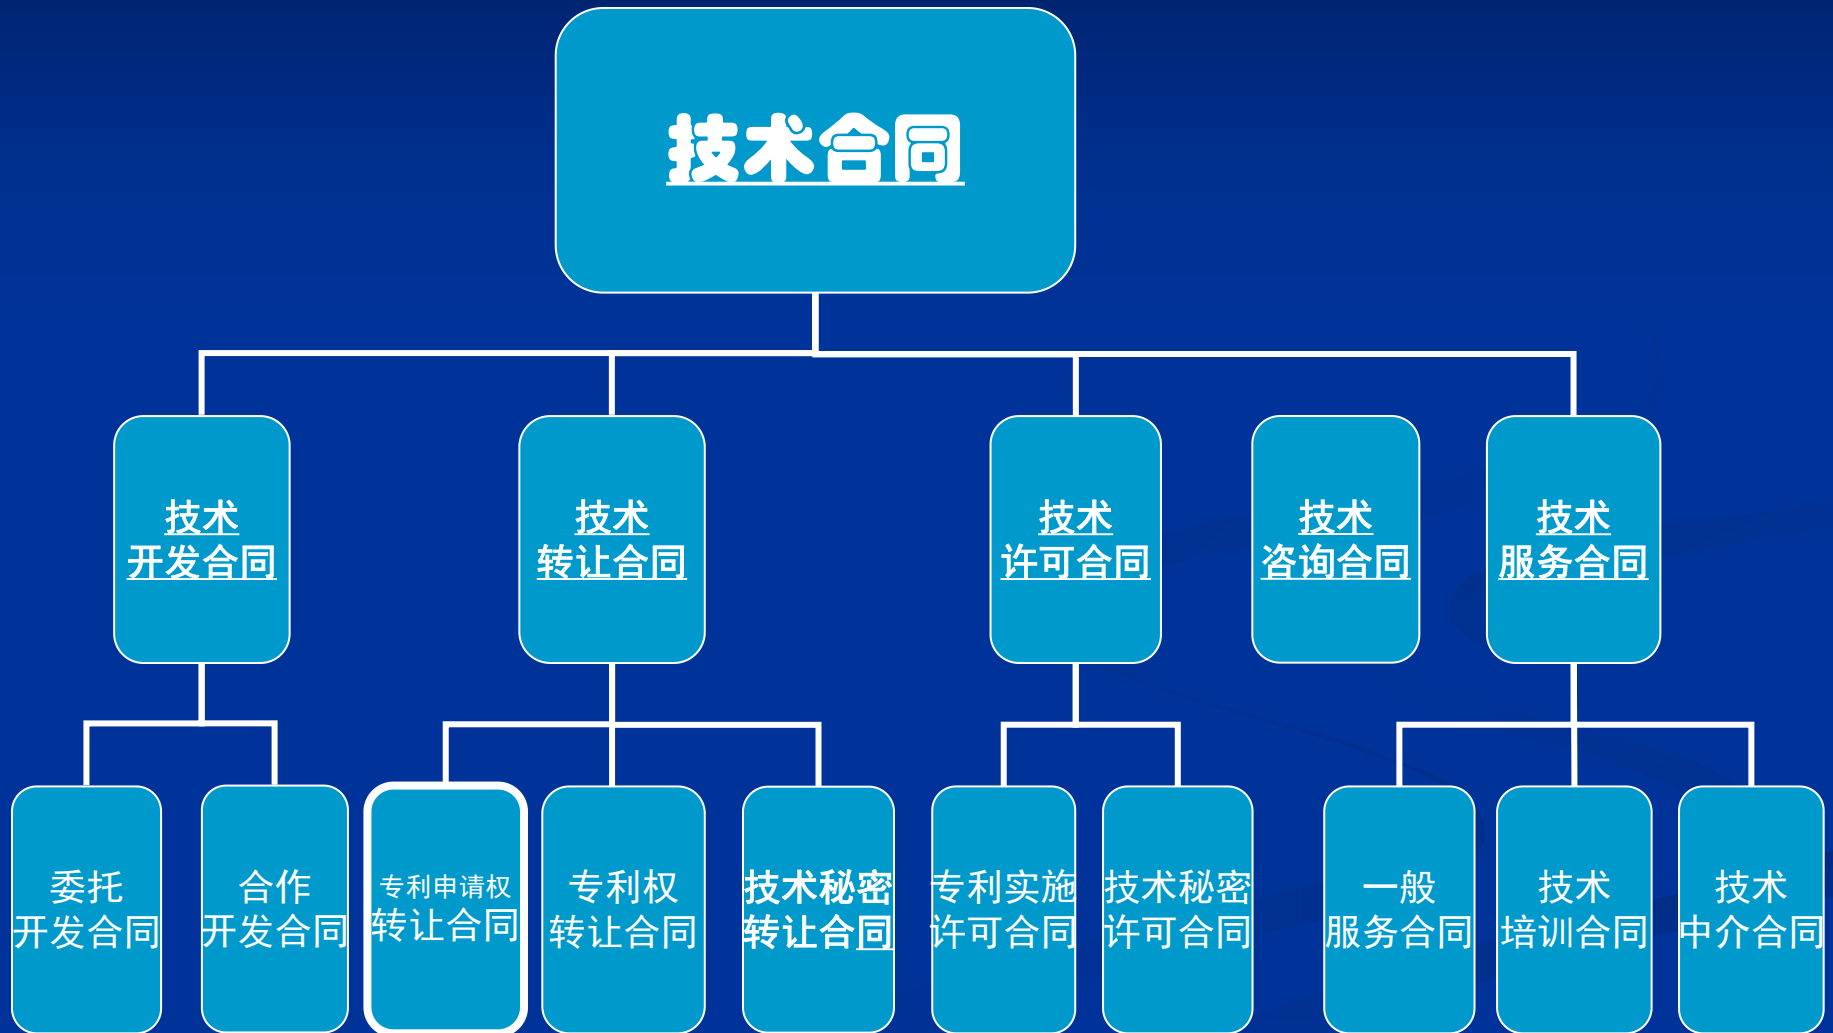 技术合同
技术
开发合同
技术
转让合同
技术
许可合同
技术
咨询合同
技术
服务合同
委托
开发合同
合作
开发合同
专利申请权
转让合同
专利权
转让合同
技术秘密
转让合同
专利实施
许可合同
技术秘密
许可合同
一般
服务合同
技术
培训合同
技术
中介合同